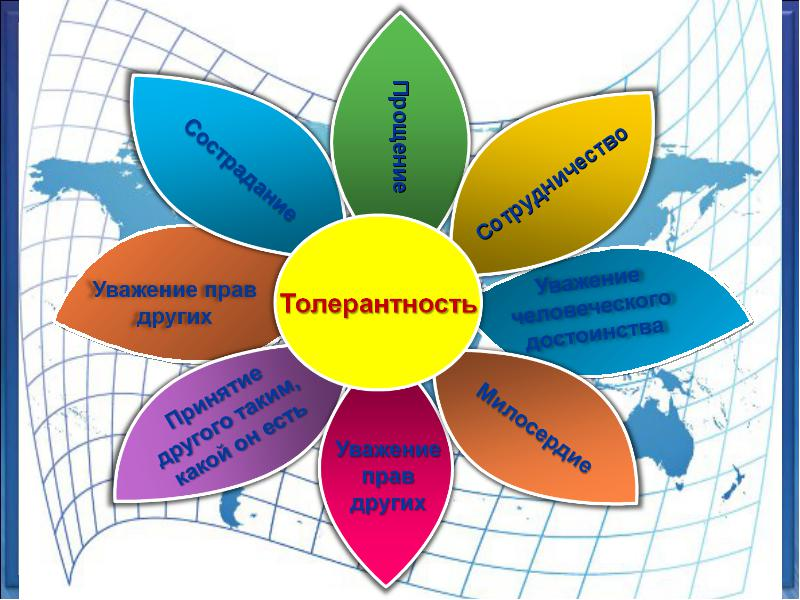 Прощение
Сотрудничество
Уважение
человеческого
достоинства
Милосердие
Уважение
прав
других
Принятие
другого таким,
какой он есть
Уважение прав
других
Сострадание
Толерантность